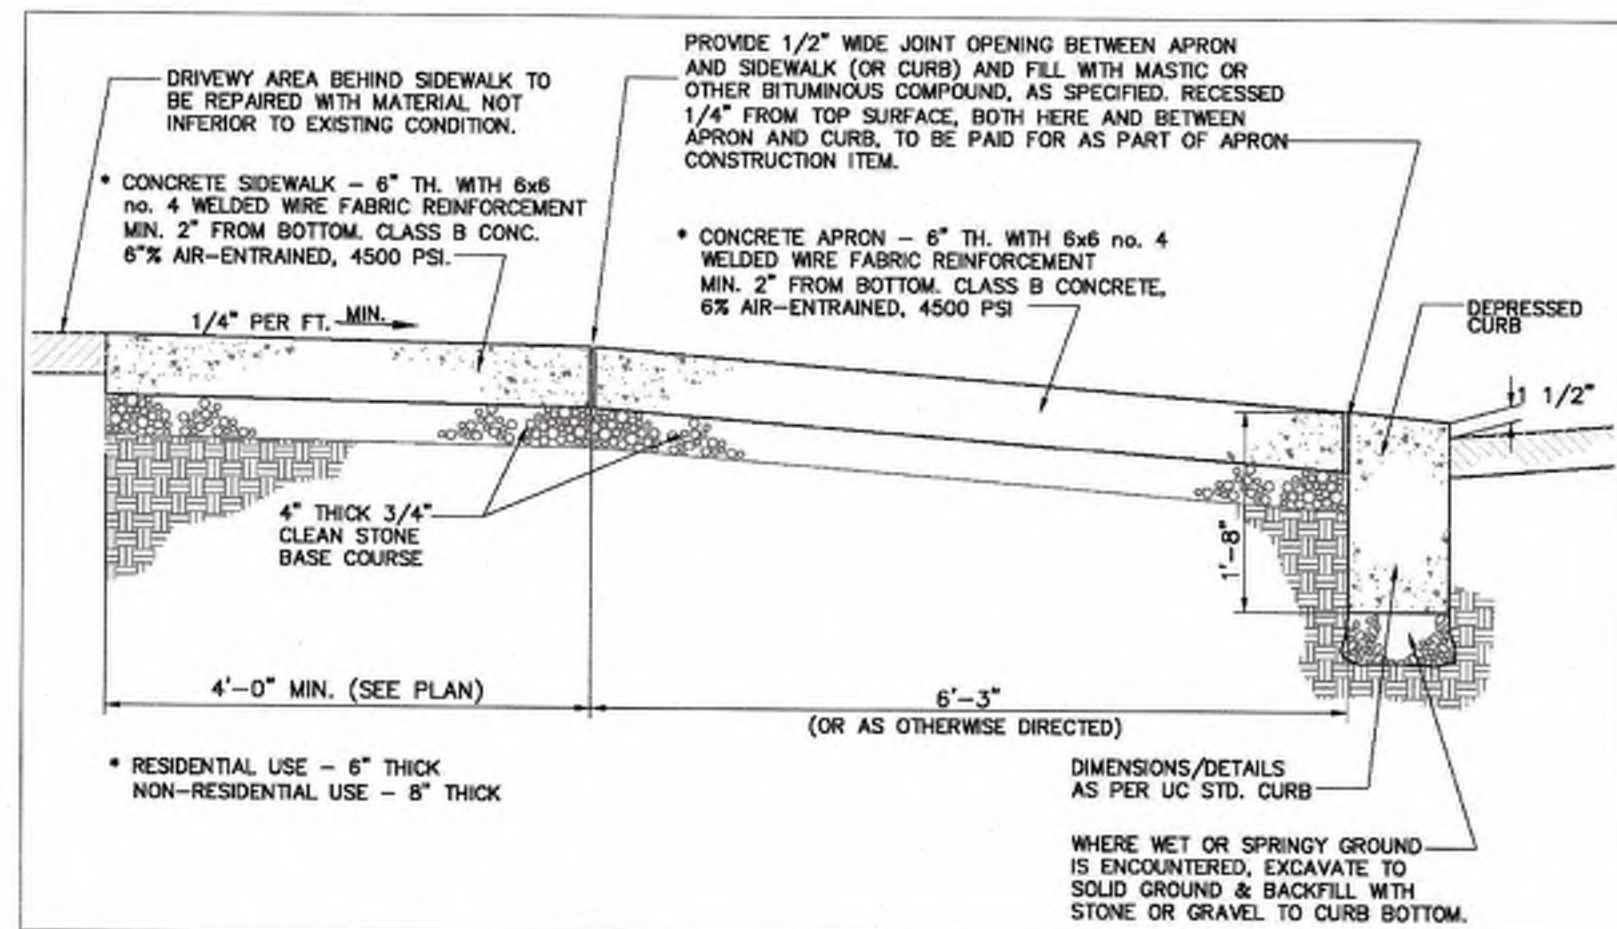 DRIVEWY AREA BEHIND SIDEWALK TO
BE REPAIRED WITH MATERIAL NOT
INFERIOR TO EXISTING CONDITION.
PROVIDE 1/2" WIDE JOINT OPENING BETWEEN APRON
AND SIDEWALK (OR CURB) AND FILL WITH MASTIC OR
OTHER BITUMINOUS COMPOUND, AS SPECIFIED. RECESSED
1/4" FROM TOP SURFACE, BOTH HERE AND BETWEEN
APRON AND CURB, TO BE PAID FOR AS PART OF APRON
CONSTRUCTION ITEM.
* CONCRETE SIDEWALK – 6" TH. WITH 6x6
no. 4 WELDED WIRE FABRIC REINFORCEMENT
MIN. 2" FROM BOTTOM. CLASS B CONC.
6"% AIR-ENTRAINED, 4500 PSI.
* CONCRETE APRON – 6" TH. WITH 6x6 no. 4
WELDED WIRE FABRIC REINFORCEMENT
MIN. 2" FROM BOTTOM. CLASS B CONCRETE,
6% AIR-ENTRAINED, 4500 PSI
1/4" PER FT. MIN.
DEPRESSED
CURB
1 1/2"
4" THICK 3/4"
CLEAN STONE
BASE COURSE
1'-8"
4'-0" MIN. (SEE PLAN)
6'-3"
(OR AS OTHERWISE DIRECTED)
* RESIDENTIAL USE – 6" THICK
NON-RESIDENTIAL USE – 8" THICK
DIMENSIONS/DETAILS
AS PER UC STD. CURB
WHERE WET OR SPRINGY GROUND
IS ENCOUNTERED, EXCAVATE TO
SOLID GROUND & BACKFILL WITH
STONE OR GRAVEL TO CURB BOTTOM.